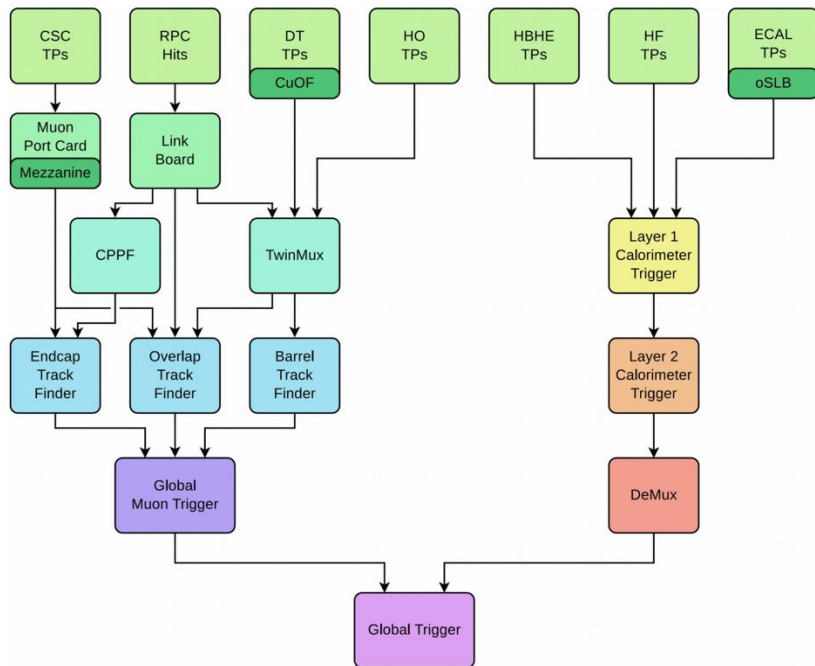 CSC
TPs
RPC
Hits
DT
TPs
CuOF
HO
TPs
HBHE
TPs
HF
TPs
ECAL
TPs
oSLB
Muon
Port Card
Mezzanine
Link
Board
CPPF
TwinMux
Layer 1
Calorimeter
Trigger
Endcap
Track
Finder
Overlap
Track
Finder
Barrel
Track
Finder
Layer 2
Calorimeter
Trigger
Global
Muon Trigger
DeMux
Global Trigger